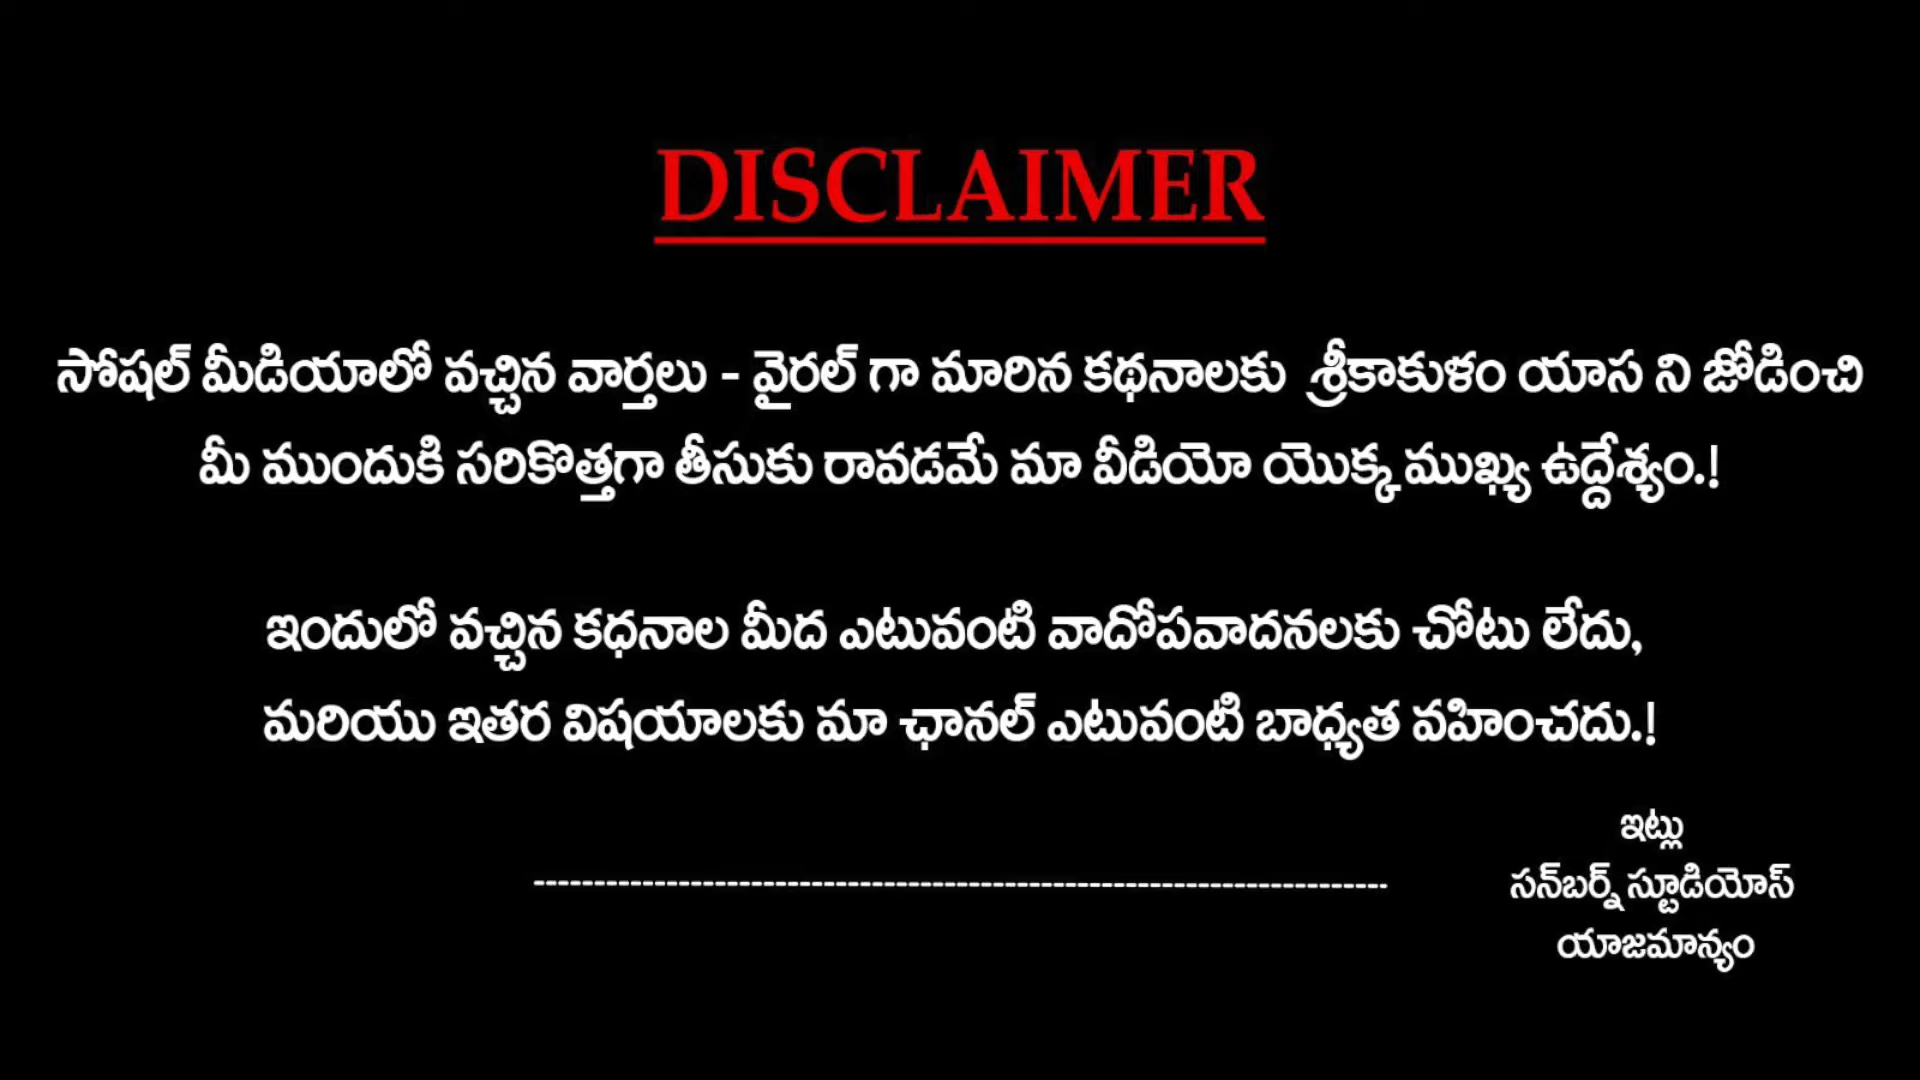 DISCLAIMER
సోషల్ మీడియాలో వచ్చిన వార్తలు - వైరల్ గా మారిన కథనాలకు శ్రీకాకుళం యాస ని జోడించి
మీ ముందుకి సరికొత్తగా తీసుకు రావడమే మా వీడియో యొక్క ముఖ్య ఉద్దేశ్యం.!
ఇందులో వచ్చిన కధనాల మీద ఎటువంటి వాదోపవాదనలకు చోటు లేదు,
మరియు ఇతర విషయాలకు మా ఛానల్ ఎటువంటి బాధ్యత వహించదు.!
ఇట్లు
--------------------------------------------------------------------------------
సన్‌బర్న్ స్టూడియోస్
యాజమాన్యం